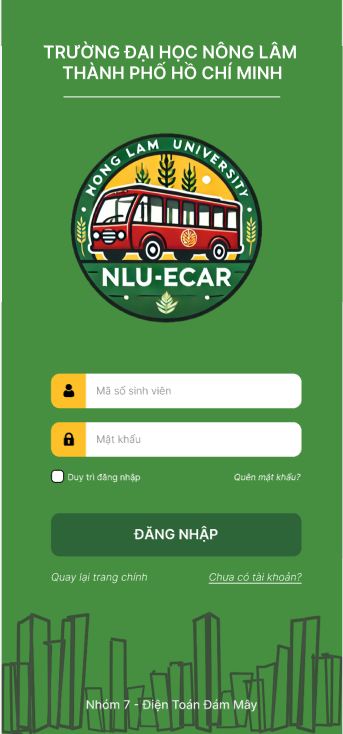 TRƯỜNG ĐẠI HỌC NÔNG LÂM
THÀNH PHỐ HỒ CHÍ MINH
NONG LAM UNIVERSITY
NLU-ECAR
Mã số sinh viên
Mật khẩu
Duy trì đăng nhập
Quên mật khẩu?
ĐĂNG NHẬP
Quay lại trang chính
Chưa có tài khoản?
Nhóm 7 - Điện Toán Đám Mây